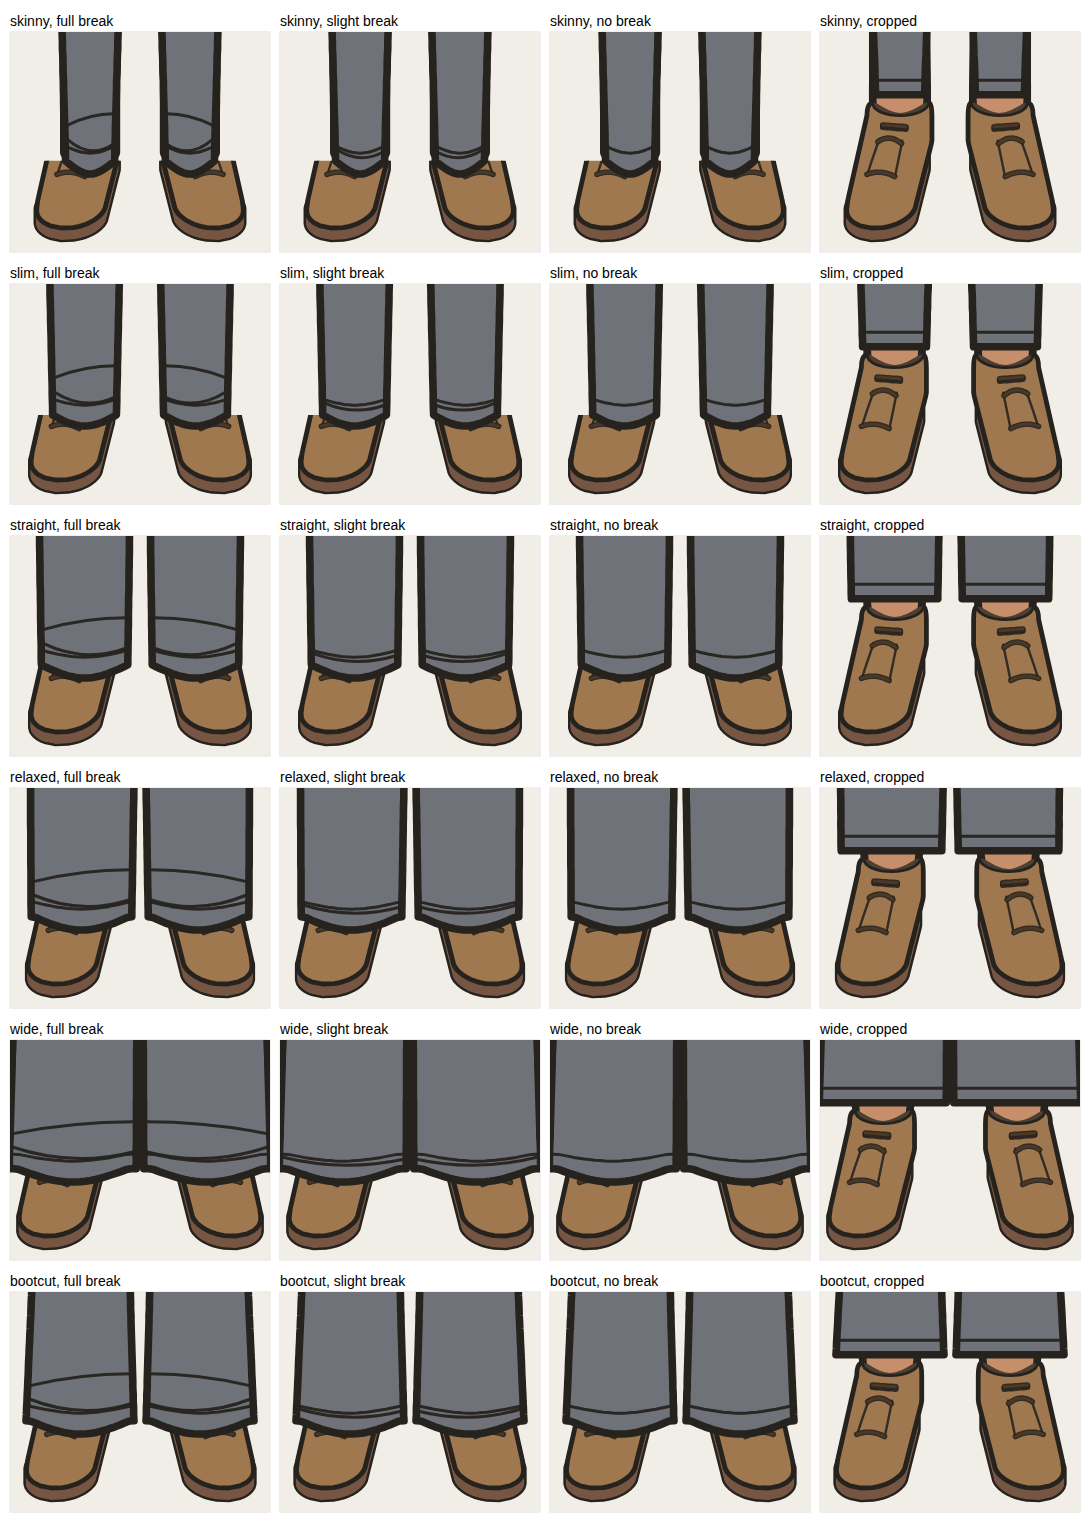 skinny, full break
skinny, slight break
skinny, no break
skinny, cropped
slim, full break
slim, slight break
slim, no break
slim, cropped
straight, full break
straight, slight break
straight, no break
straight, cropped
relaxed, full break
relaxed, slight break
relaxed, no break
relaxed, cropped
wide, full break
wide, slight break
wide, no break
wide, cropped
bootcut, full break
bootcut, slight break
bootcut, no break
bootcut, cropped